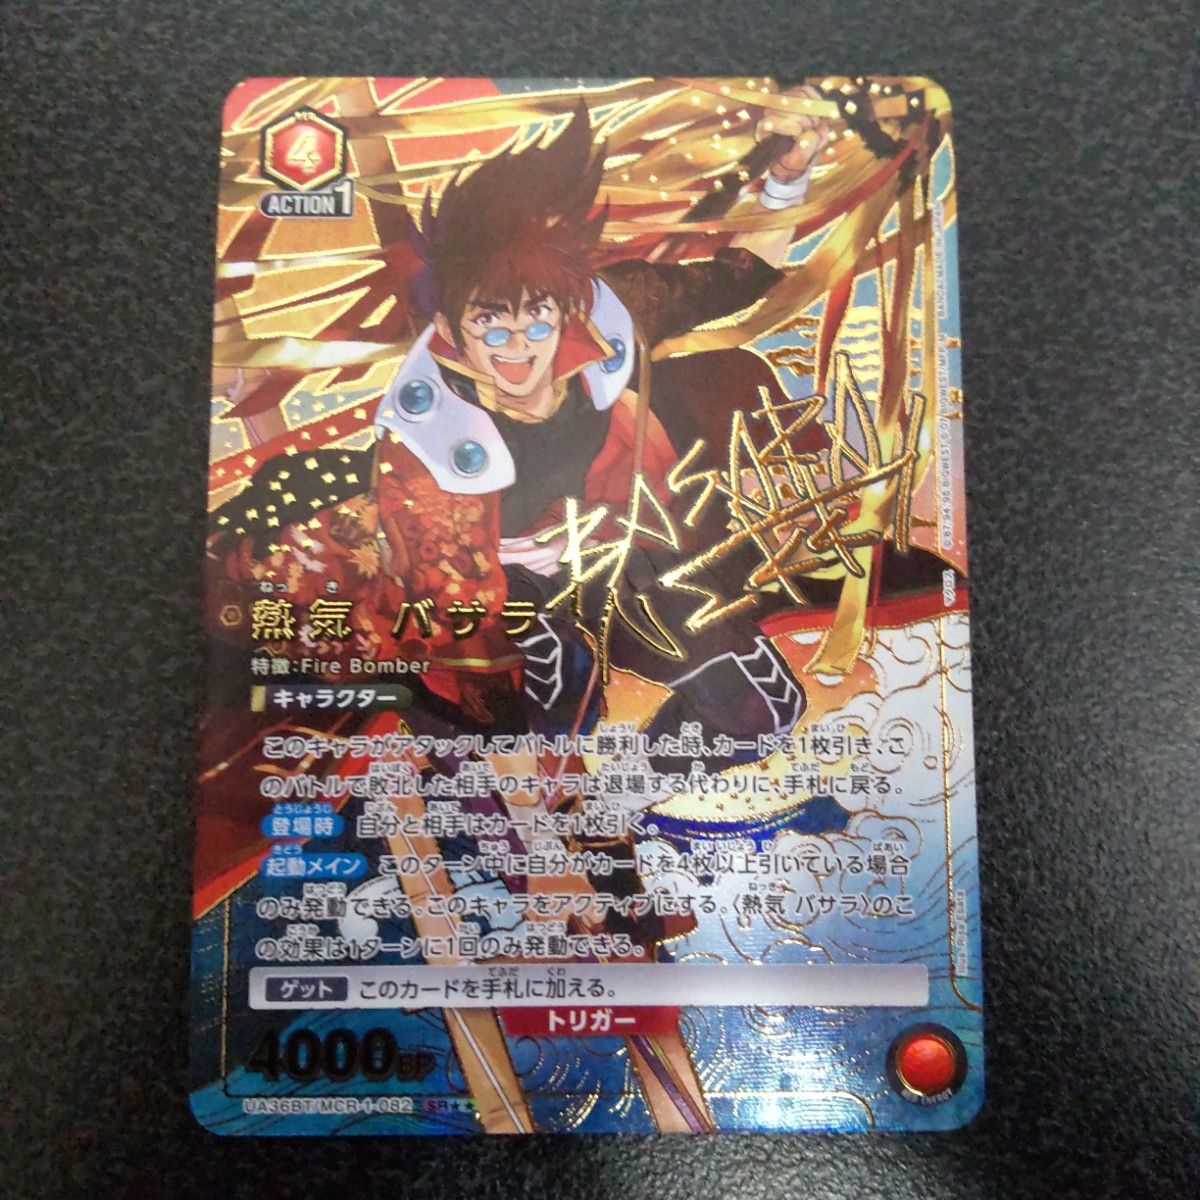 4
ACTION1
ねっ き
熱気 バサラ
特徴:Fire Bomber
キャラクター
このキャラがアタックしてバトルに勝利した時、カードを1枚引き、こ
のバトルで敗北した相手のキャラは退場する代わりに、手札に戻る。
登場時 自分と相手はカードを1枚引く。
起動メイン このターン中に自分がカードを4枚以上引いている場合
のみ発動できる。このキャラをアクティブにする。〈熱気 バサラ〉のこ
の効果は1ターンに1回のみ発動できる。
ゲット このカードを手札に加える。
トリガー
4000BP
UA36BT/MCR-1-082 SR★★